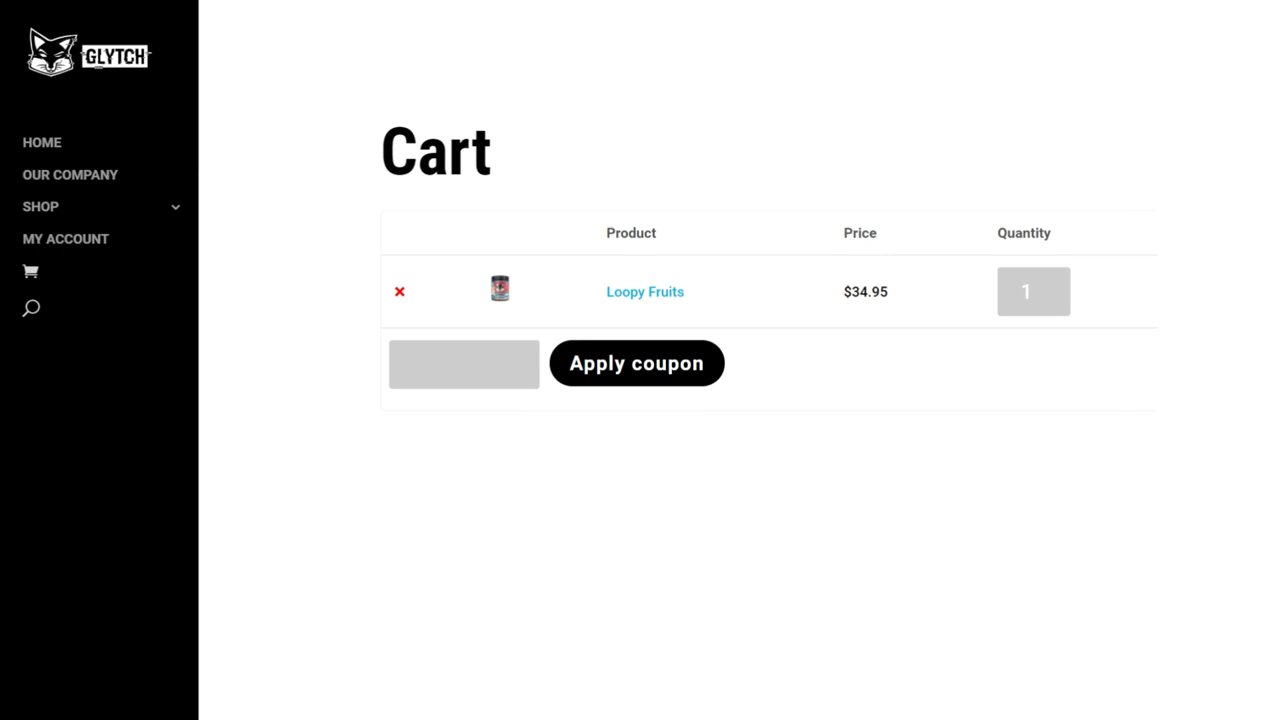 GLYTCH
HOME
OUR COMPANY
SHOP
MY ACCOUNT
Cart
Product Price Quantity
Loopy Fruits $34.95 1
Apply coupon